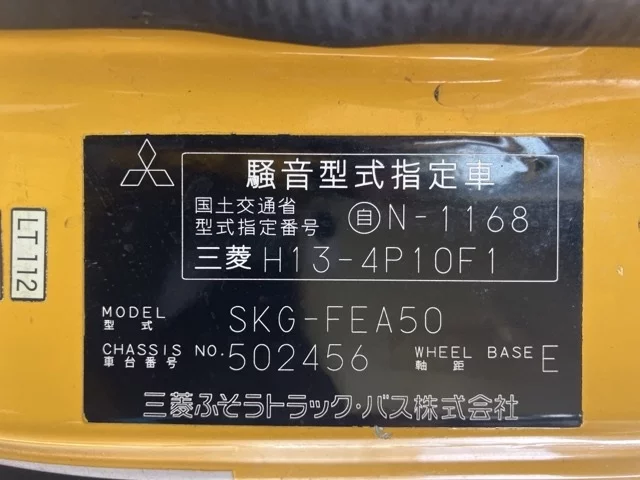 騒音型式指定車
国土交通省
型式指定番号 自N-1168
三菱 H13-4P10F1
MODEL
型式 SKG-FEA50
CHASSIS NO.
車台番号 502456 WHEEL BASE
軸距 E
三菱ふそうトラック・バス株式会社
LT112